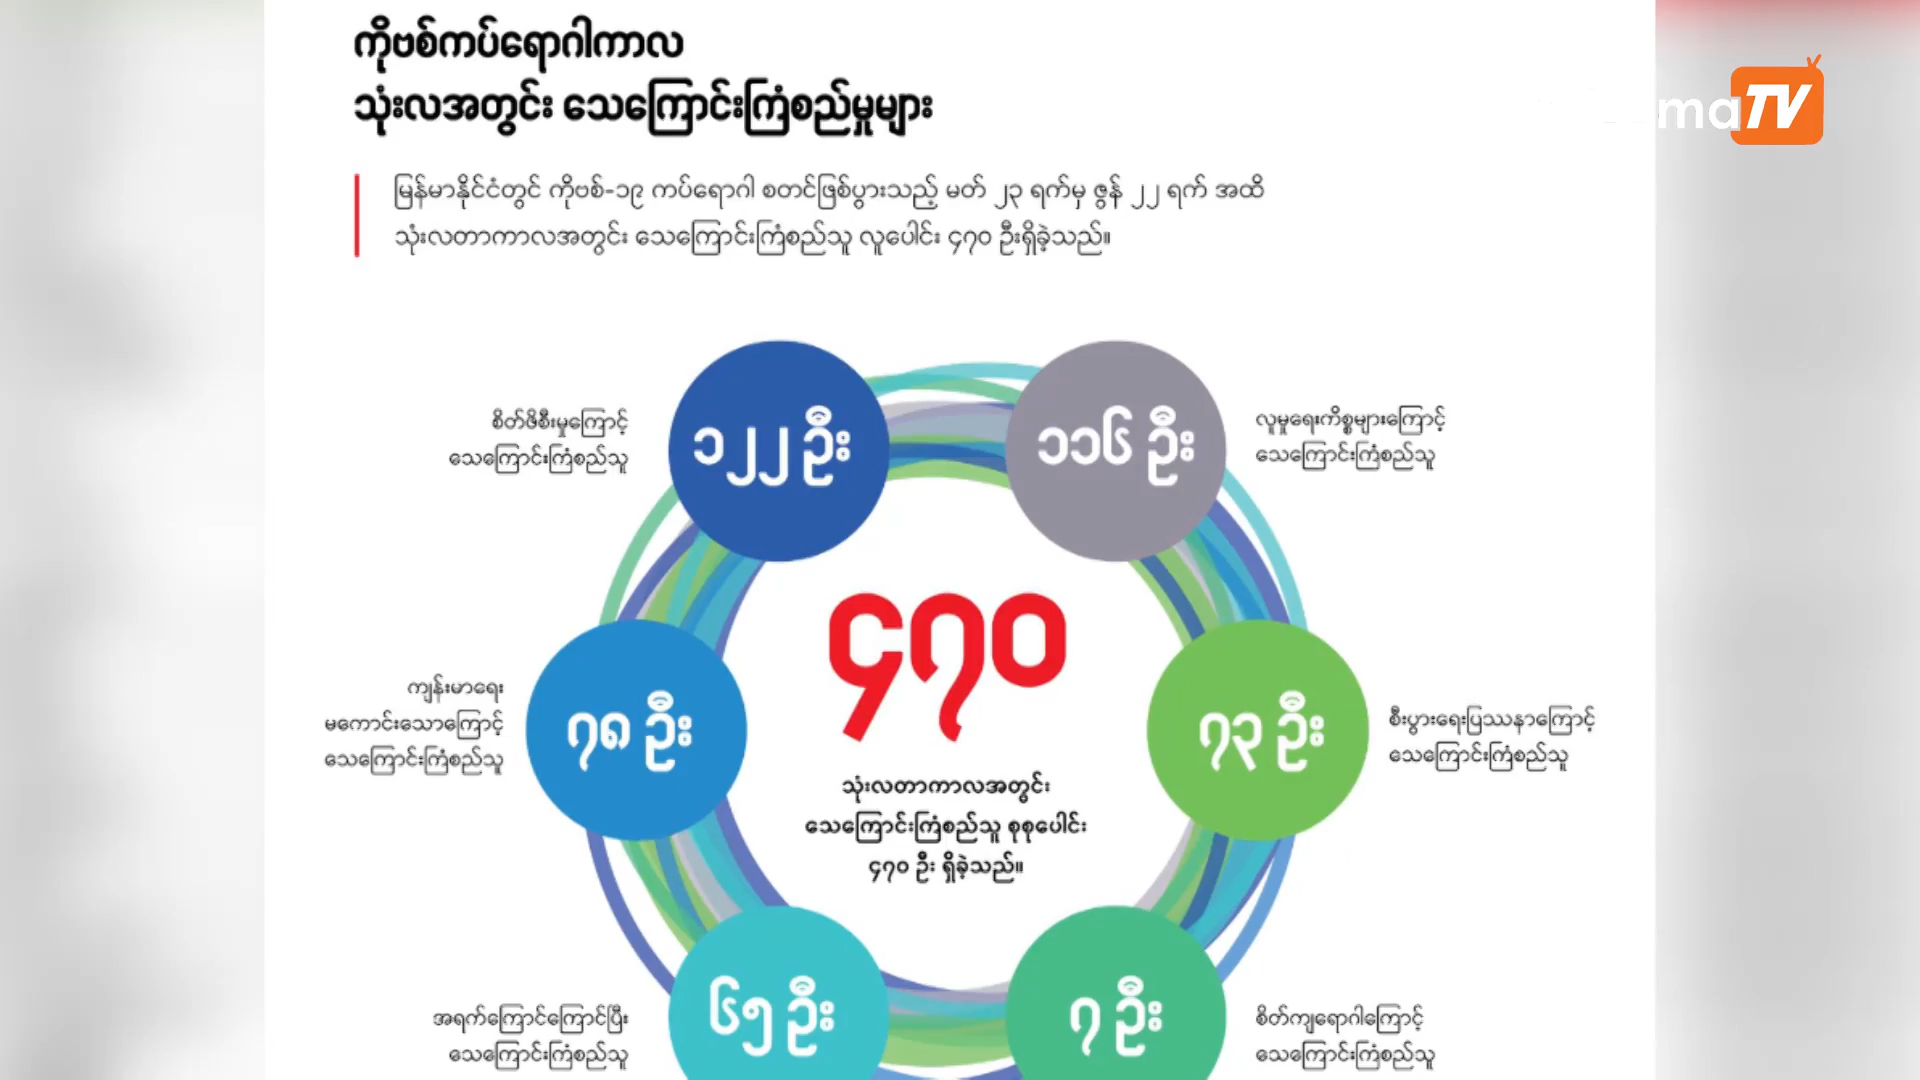 ကိုဗစ်ကပ်ရောဂါကာလ
သုံးလအတွင်း သေကြောင်းကြံစည်မှုများ
maTV
မြန်မာနိုင်ငံတွင် ကိုဗစ်-၁၉ ကပ်ရောဂါ စတင်ဖြစ်ပွားသည့် မတ် ၂၃ ရက်မှ ဇွန် ၂၂ ရက် အထိ
သုံးလတာကာလအတွင်း သေကြောင်းကြံစည်သူ လူပေါင်း ၄၇၀ ဦးရှိခဲ့သည်။
စိတ်ဖိစီးမှုကြောင့်
သေကြောင်းကြံစည်သူ
၁၂၂ ဦး
၁၁၆ ဦး
လူမှုရေးကိစ္စများကြောင့်
သေကြောင်းကြံစည်သူ
ကျန်းမာရေး
မကောင်းသောကြောင့်
သေကြောင်းကြံစည်သူ
၇၈ ဦး
၄၇၀
သုံးလတာကာလအတွင်း
သေကြောင်းကြံစည်သူ စုစုပေါင်း
၄၇၀ ဦး ရှိခဲ့သည်။
၇၃ ဦး
စီးပွားရေးပြဿနာကြောင့်
သေကြောင်းကြံစည်သူ
အရက်ကြောင်ကြောင်ပြီး
သေကြောင်းကြံစည်သူ
၆၅ ဦး
၇ ဦး
စိတ်ကျရောဂါကြောင့်
သေကြောင်းကြံစည်သူ